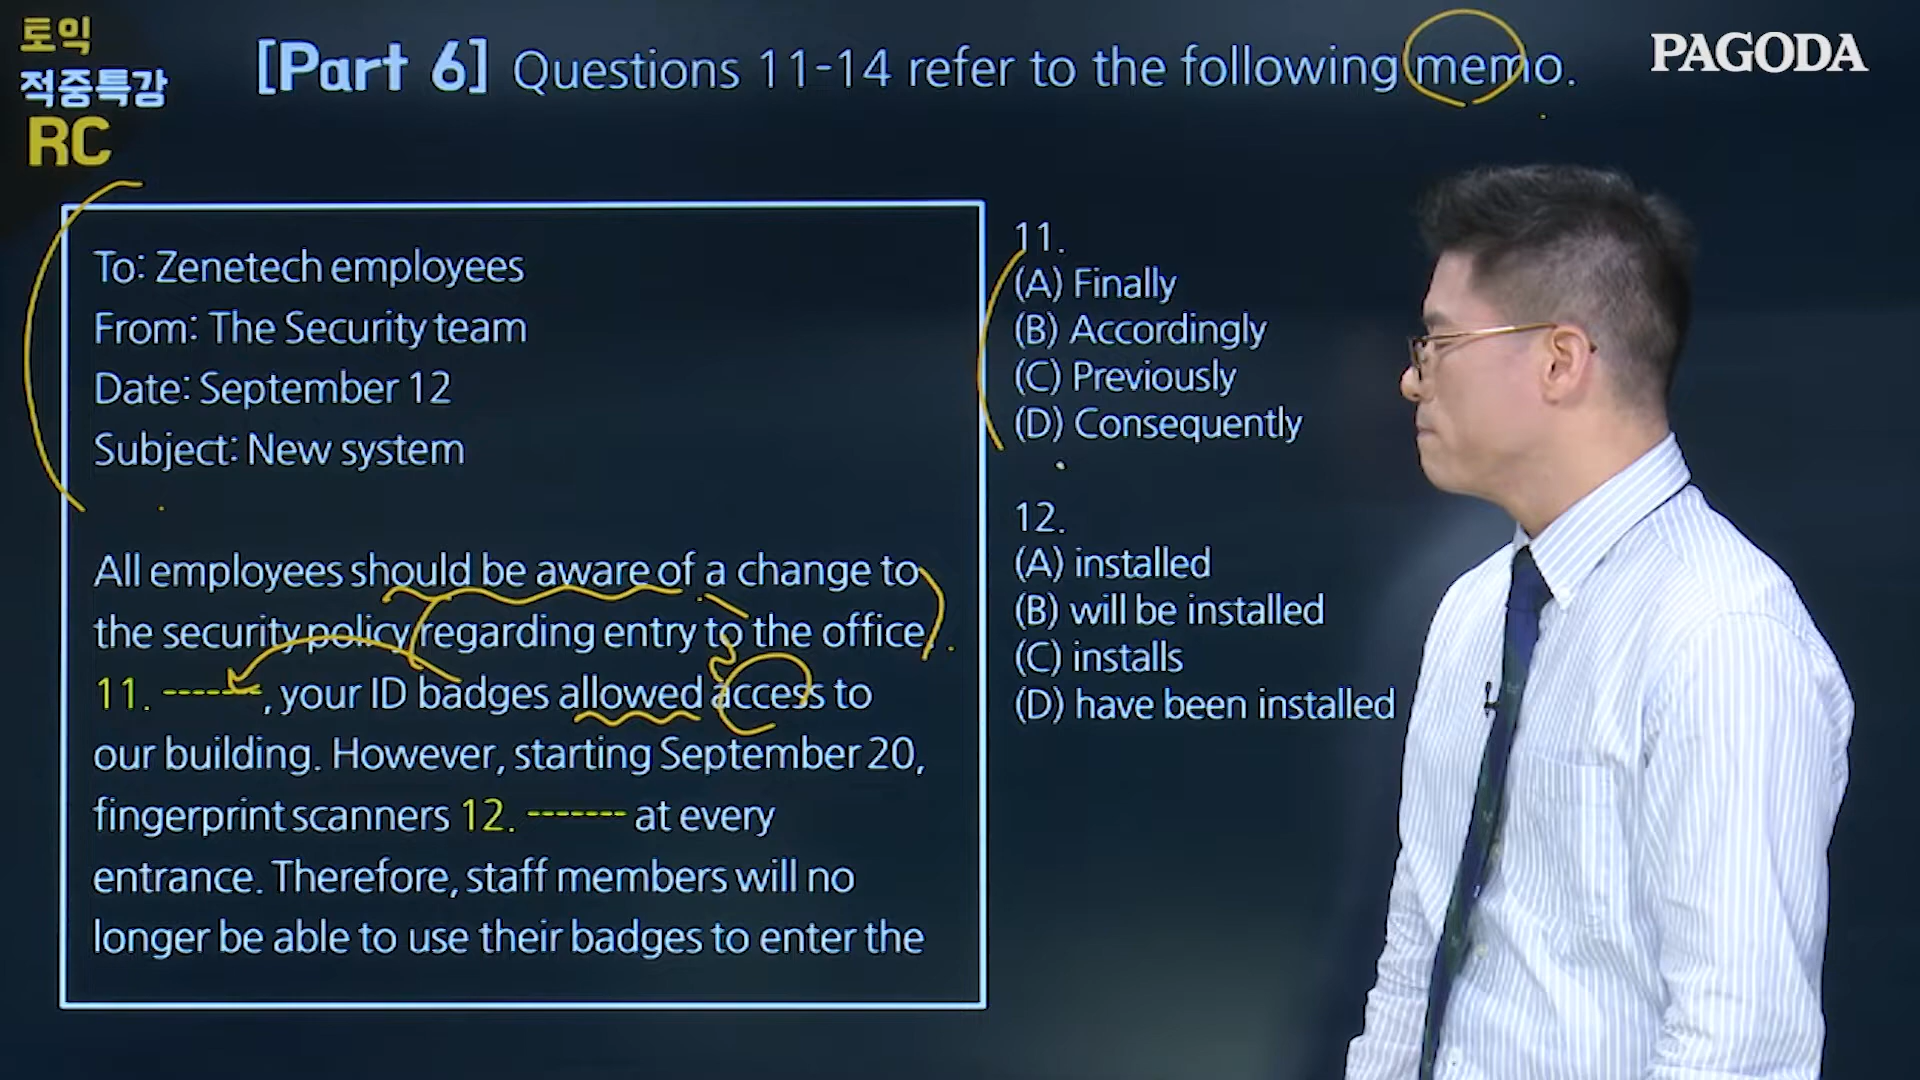 토익
적중특강
RC
[Part 6] Questions 11-14 refer to the following memo.
PAGODA
To: Zenetech employees
From: The Security team
Date: September 12
Subject: New system
All employees should be aware of a change to
the security policy regarding entry to the office.
11. -------, your ID badges allowed access to
our building. However, starting September 20,
fingerprint scanners 12. ------- at every
entrance. Therefore, staff members will no
longer be able to use their badges to enter the
11.
(A) Finally
(B) Accordingly
(C) Previously
(D) Consequently
12.
(A) installed
(B) will be installed
(C) installs
(D) have been installed